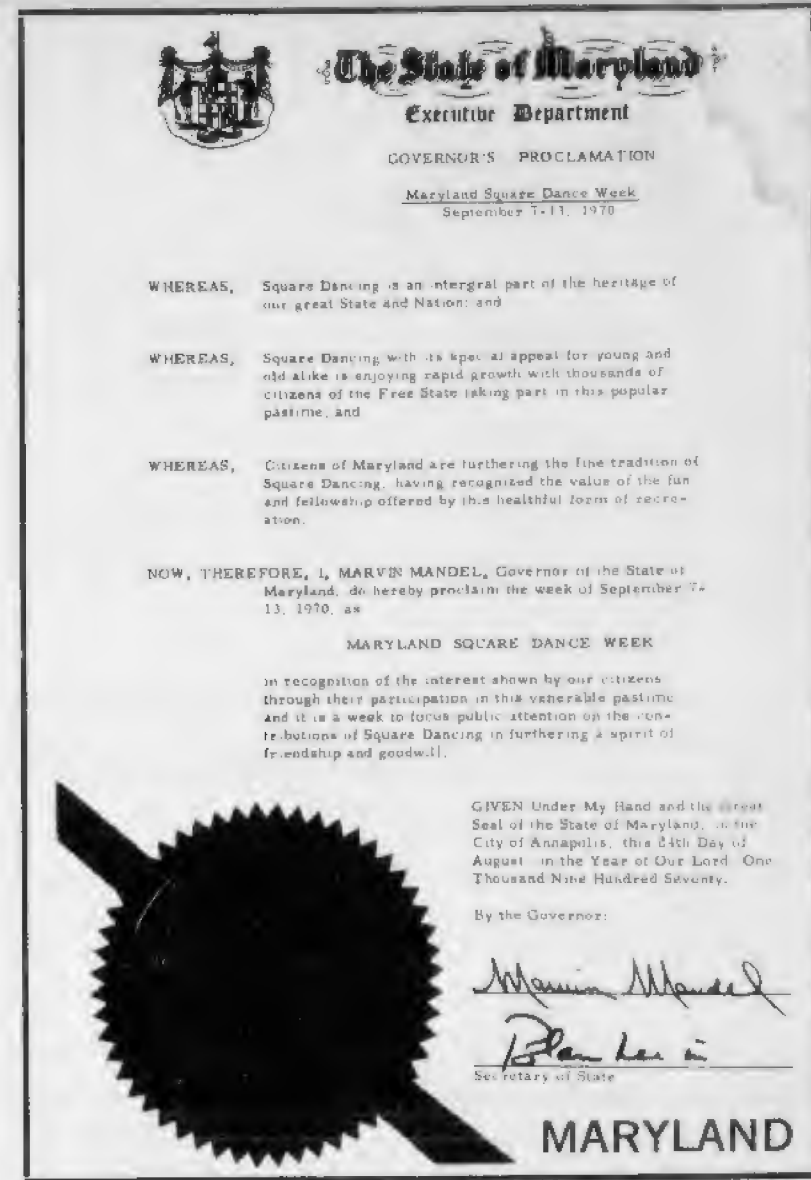 The State of Maryland
Executive Department
GOVERNOR'S PROCLAMATION
Maryland Square Dance Week
September 7-13, 1970
WHEREAS, Square Dancing is an intergral part of the heritage of
our great State and Nation; and
WHEREAS, Square Dancing with its special appeal for young and
old alike is enjoying rapid growth with thousands of
citizens of the Free State taking part in this popular
pastime, and
WHEREAS, Citizens of Maryland are furthering the fine tradition of
Square Dancing, having recognized the value of the fun
and fellowship offered by this healthful form of recre-
ation.
NOW, THEREFORE, I, MARVIN MANDEL, Governor of the State of
Maryland, do hereby proclaim the week of September 7-
13, 1970, as
MARYLAND SQUARE DANCE WEEK
in recognition of the interest shown by our citizens
through their participation in this venerable pastime
and it is a week to focus public attention on the con-
tributions of Square Dancing in furthering a spirit of
friendship and goodwill.
GIVEN Under My Hand and the Great
Seal of the State of Maryland, in the
City of Annapolis, this 24th Day of
August in the Year of Our Lord One
Thousand Nine Hundred Seventy.
By the Governor:
Marvin Mandel
Secretary of State
MARYLAND